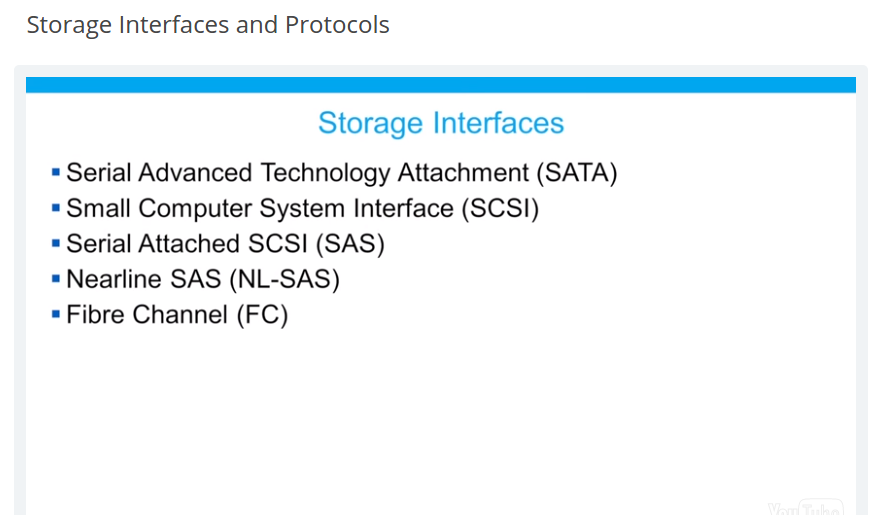 Storage Interfaces and Protocols
Storage Interfaces
▪ Serial Advanced Technology Attachment (SATA)
▪ Small Computer System Interface (SCSI)
▪ Serial Attached SCSI (SAS)
▪ Nearline SAS (NL-SAS)
▪ Fibre Channel (FC)
YouTube